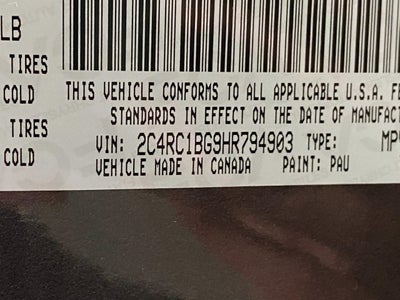 LB
TIRES
COLD
TIRES
COLD
THIS VEHICLE CONFORMS TO ALL APPLICABLE U.S.A. FE
STANDARDS IN EFFECT ON THE DATE OF MANUFACT
VIN: 2C4RC1BG9HR794903 TYPE: MPV
VEHICLE MADE IN CANADA PAINT: PAU